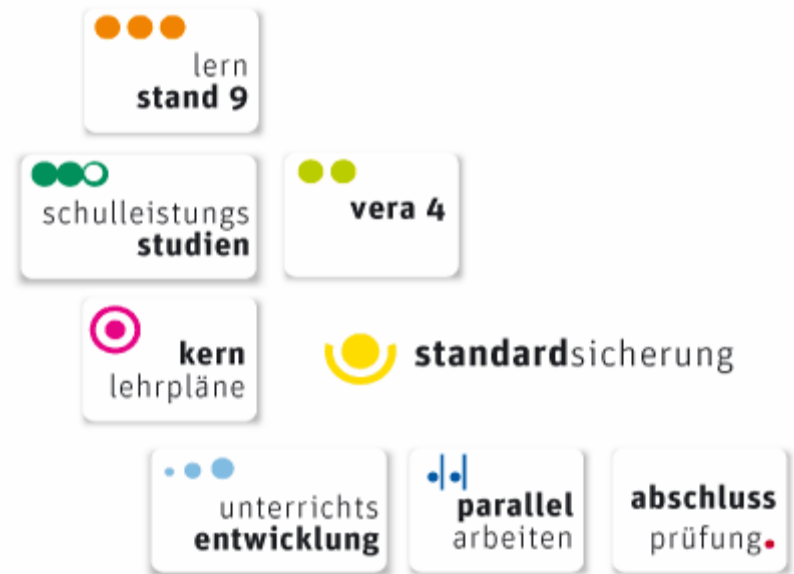 lern
stand 9
schulleistungs
studien
vera 4
kern
lehrpläne
standardsicherung
unterrichts
entwicklung
parallel
arbeiten
abschluss
prüfung.